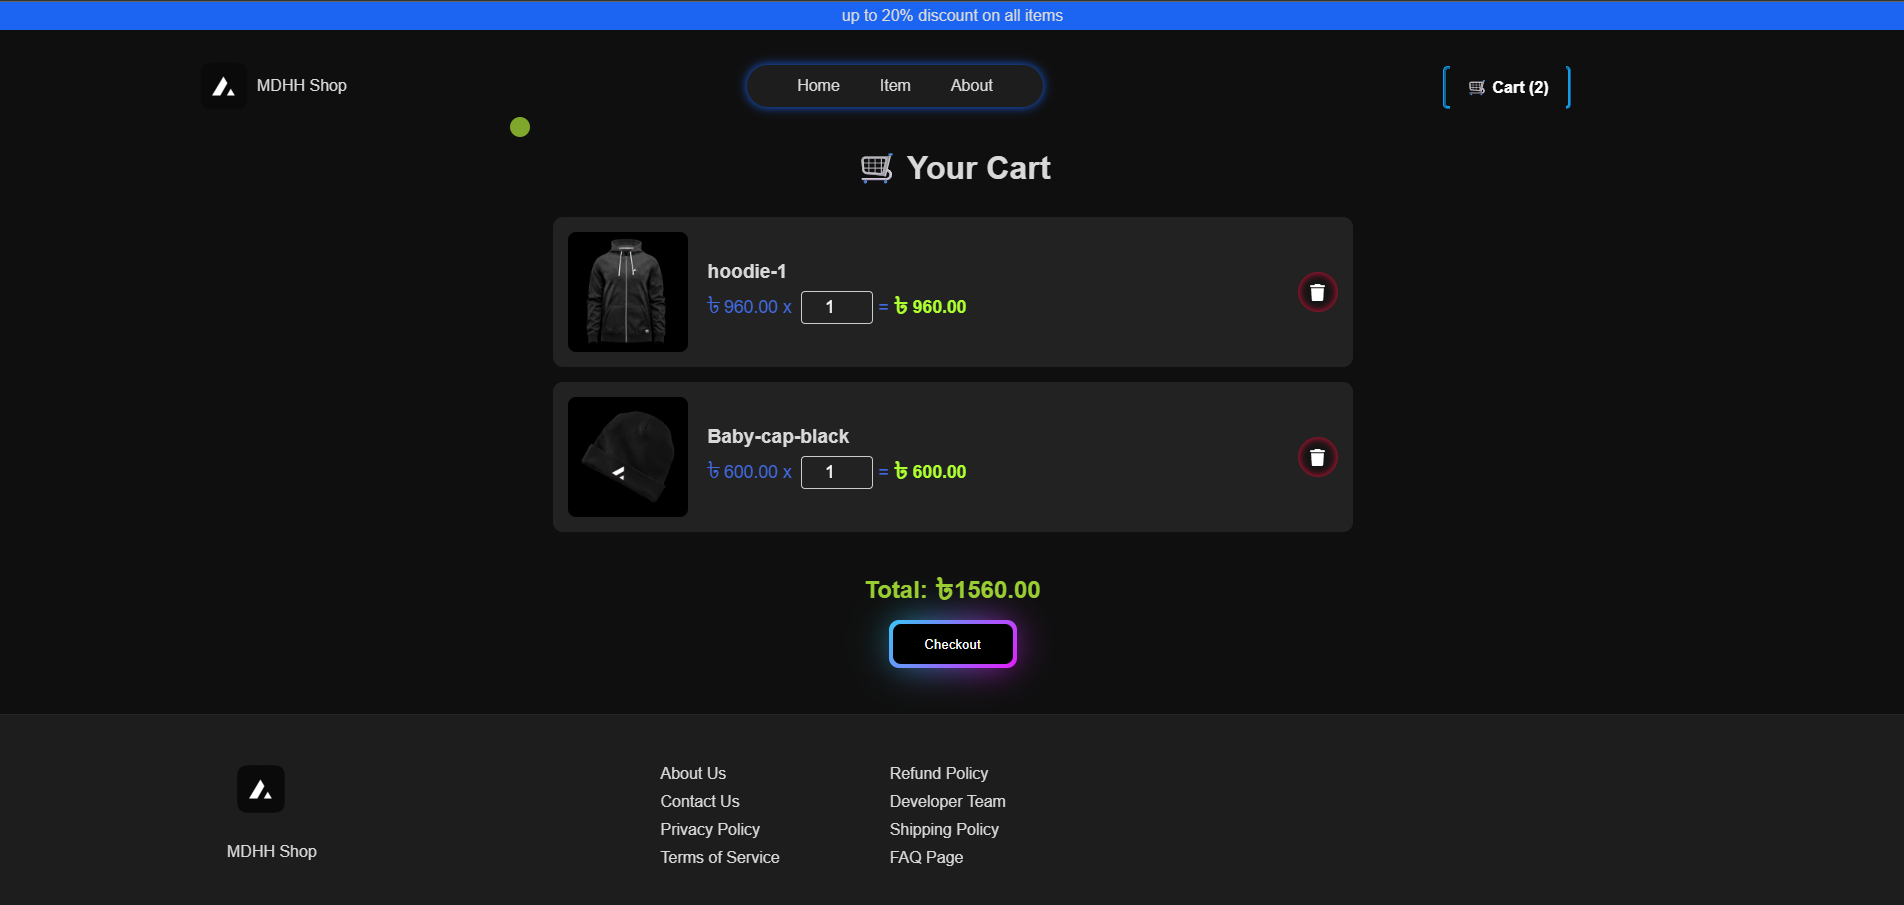 up to 20% discount on all items
MDHH Shop
Home Item About
Cart (2)
Your Cart
hoodie-1
৳ 960.00 x 1 = ৳ 960.00
Baby-cap-black
৳ 600.00 x 1 = ৳ 600.00
Total: ৳1560.00
Checkout
MDHH Shop
About Us
Contact Us
Privacy Policy
Terms of Service
Refund Policy
Developer Team
Shipping Policy
FAQ Page